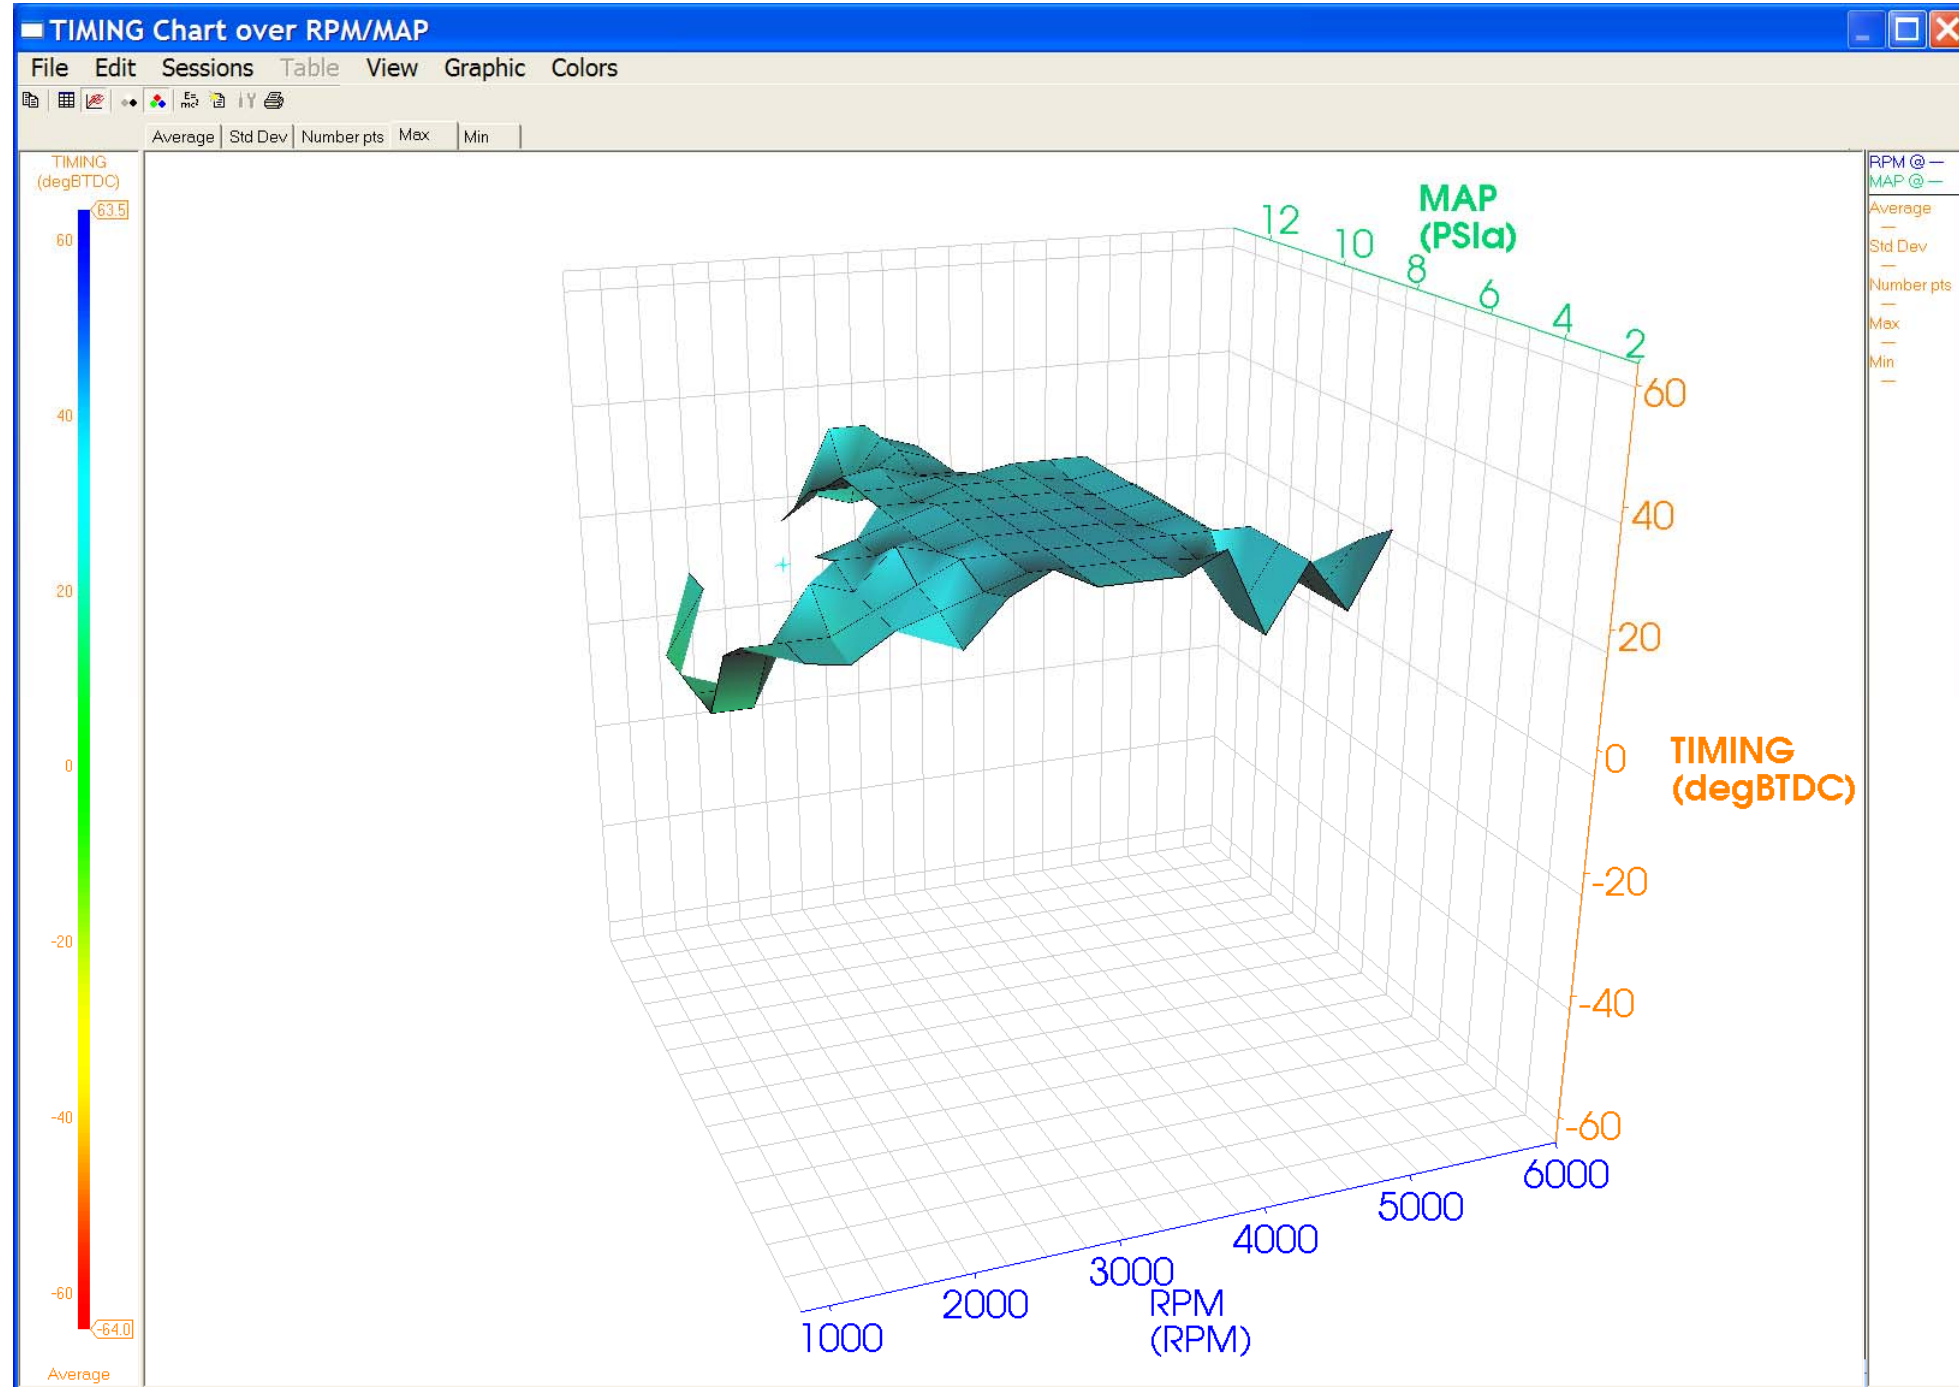 TIMING Chart over RPM/MAP
File Edit Sessions Table View Graphic Colors
E=
mc²
Average Std Dev Number pts Max Min
TIMING
(degBTDC)
63.5
60
40
20
0
-20
-40
-60
-64.0
Average
MAP
(PSIa)
12
10
8
6
4
2
60
40
20
0
-20
-40
-60
TIMING
(degBTDC)
1000
2000
3000
4000
5000
6000
RPM
(RPM)
RPM @ —
MAP @ —
Average
—
Std Dev
—
Number pts
—
Max
—
Min
—